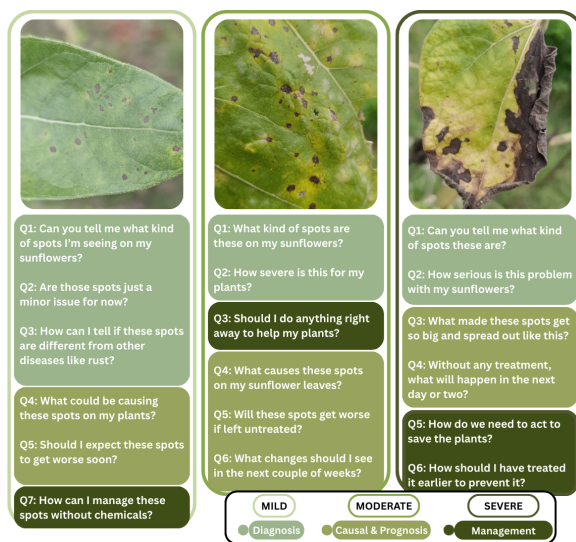 Q1: Can you tell me what kind
of spots I'm seeing on my
sunflowers?
Q2: Are those spots just a
minor issue for now?
Q3: How can I tell if these spots
are different from other
diseases like rust?
Q4: What could be causing
these spots on my plants?
Q5: Should I expect these spots
to get worse soon?
Q7: How can I manage these
spots without chemicals?
Q1: What kind of spots are
these on my sunflowers?
Q2: How severe is this for my
plants?
Q3: Should I do anything right
away to help my plants?
Q4: What causes these spots
on my sunflower leaves?
Q5: Will these spots get worse
if left untreated?
Q6: What changes should I see
in the next couple of weeks?
Q1: Can you tell me what kind
of spots these are?
Q2: How serious is this problem
with my sunflowers?
Q3: What made these spots get
so big and spread out like this?
Q4: Without any treatment,
what will happen in the next
day or two?
Q5: How do we need to act to
save the plants?
Q6: How should I have treated
it earlier to prevent it?
MILD
MODERATE
SEVERE
Diagnosis
Causal & Prognosis
Management